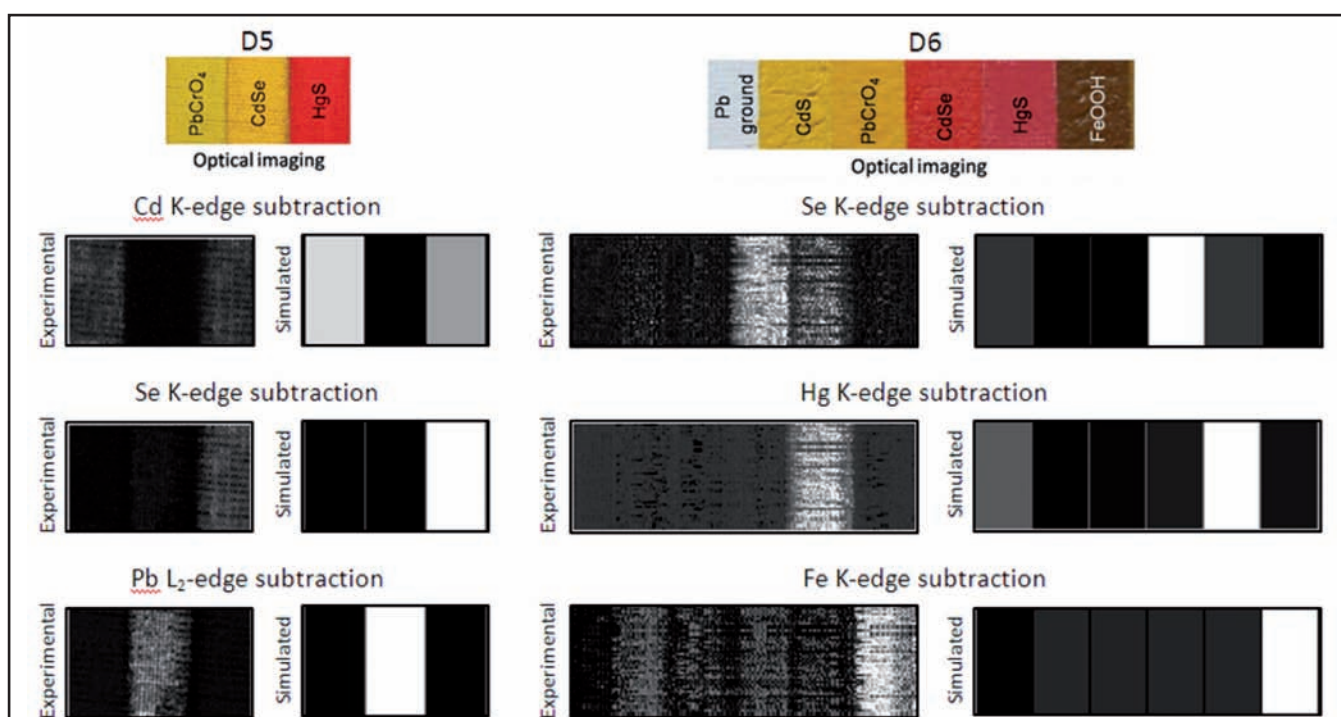 D5
PbCrO₄
CdSe
HgS
Optical imaging
Cd K-edge subtraction
Experimental
Simulated
Se K-edge subtraction
Experimental
Simulated
Pb L₂-edge subtraction
Experimental
Simulated
D6
Pb
ground
CdS
PbCrO₄
CdSe
HgS
FeOOH
Optical imaging
Se K-edge subtraction
Experimental
Simulated
Hg K-edge subtraction
Experimental
Simulated
Fe K-edge subtraction
Experimental
Simulated